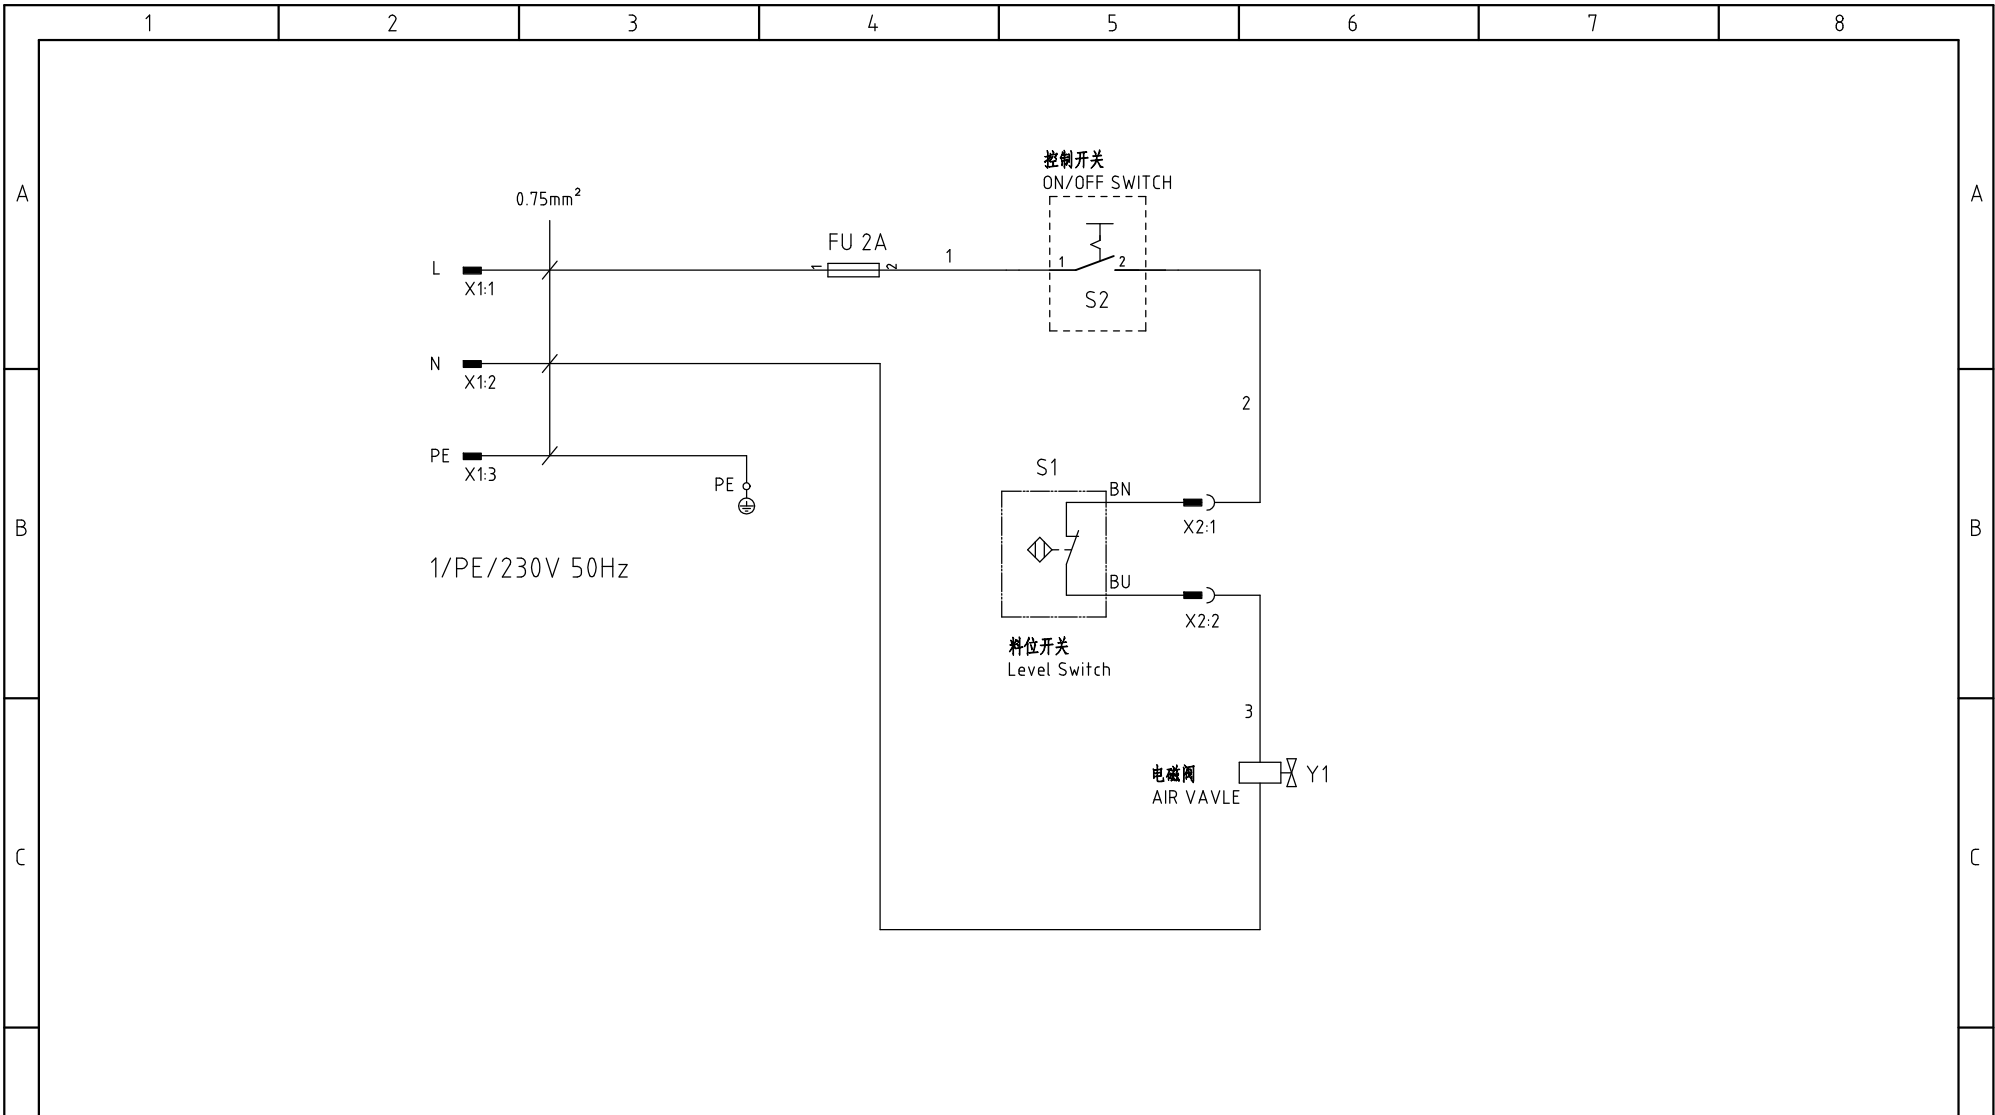 1 2 3 4 5 6 7 8
控制开关
ON/OFF SWITCH
A A
0.75mm²
FU 2A
1 2 1
1 2
L
X1:1
S2
N
X1:2
2
PE
X1:3
S1
PE
BN
X2:1
B B
1/PE/230V 50Hz
BU
X2:2
料位开关
Level Switch
3
电磁阀
AIR VAVLE
Y1
C C